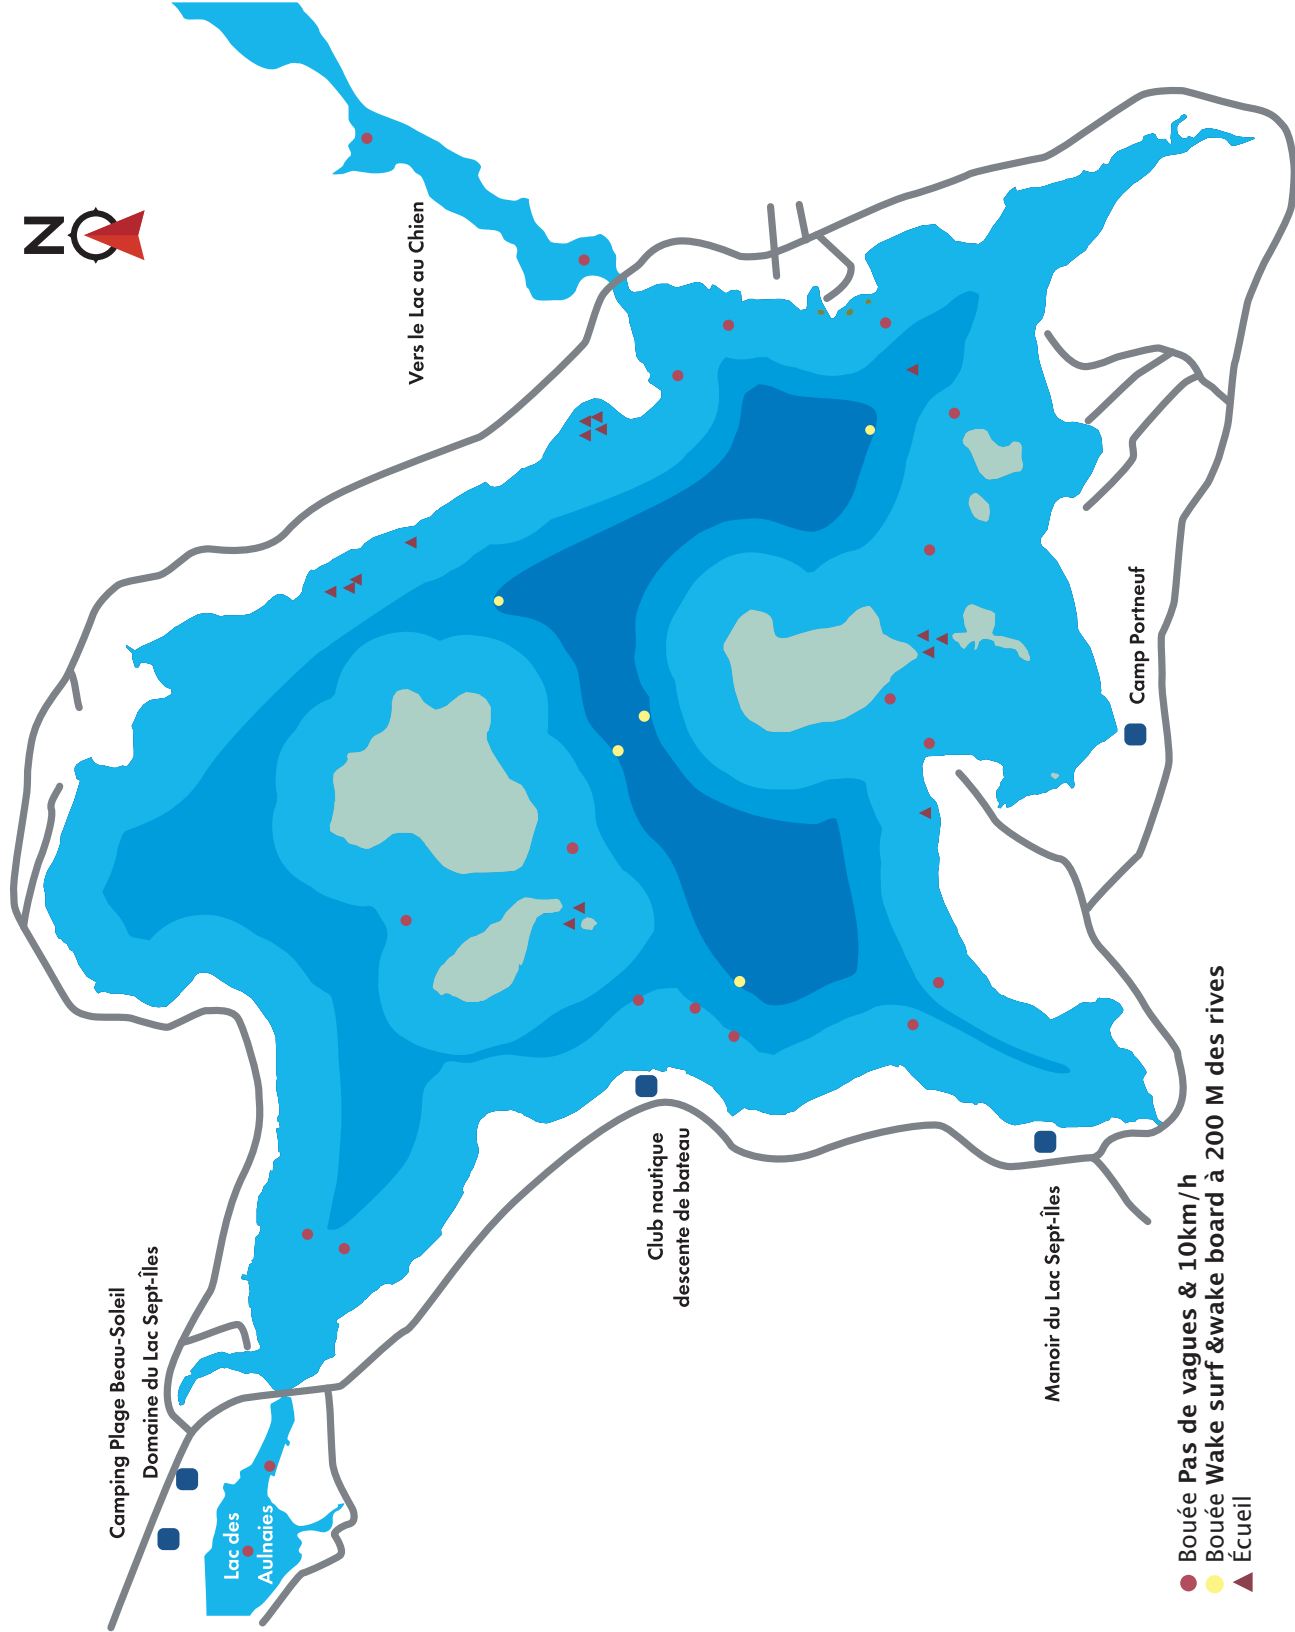 N
Vers le Lac au Chien
Camping Plage Beau-Soleil
Domaine du Lac Sept-Îles
Lac des
Aulnaies
Club nautique
descente de bateau
Camp Portneuf
Manoir du Lac Sept-Îles
Bouée Pas de vagues & 10km/h
Bouée Wake surf &wake board à 200 M des rives
Écueil